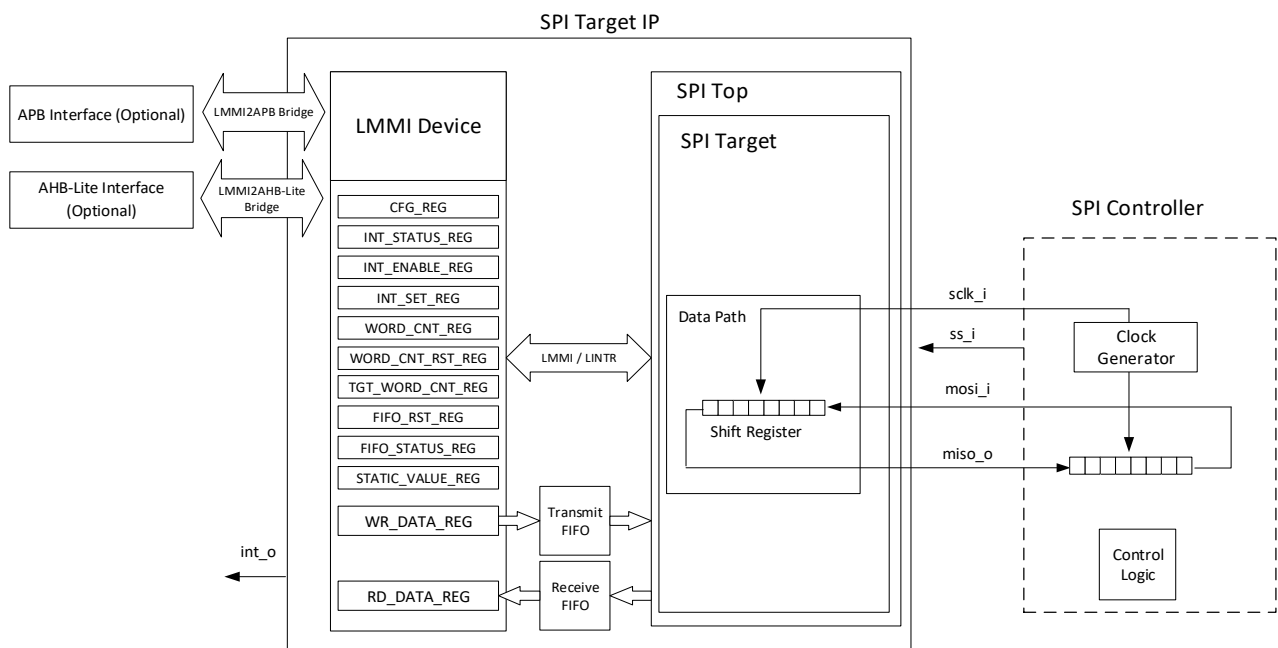 SPI Target IP
APB Interface (Optional)
LMMI2APB Bridge
AHB-Lite Interface
(Optional)
LMMI2AHB-Lite
Bridge
LMMI Device
CFG_REG
INT_STATUS_REG
INT_ENABLE_REG
INT_SET_REG
WORD_CNT_REG
WORD_CNT_RST_REG
TGT_WORD_CNT_REG
FIFO_RST_REG
FIFO_STATUS_REG
STATIC_VALUE_REG
WR_DATA_REG
RD_DATA_REG
int_o
LMMI / LINTR
Transmit
FIFO
Receive
FIFO
SPI Top
SPI Target
Data Path
Shift Register
sclk_i
ss_i
mosi_i
miso_o
SPI Controller
Clock
Generator
Control
Logic